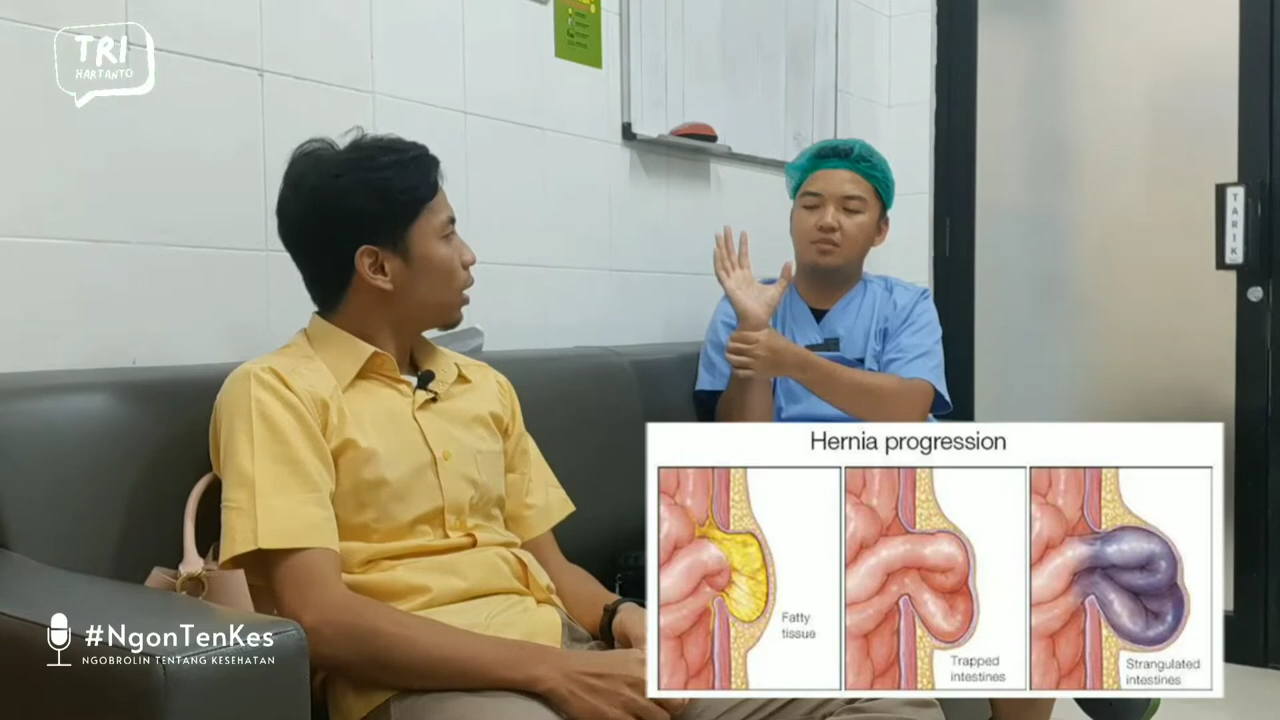 TRI
HARTANTO
TARIK
Hernia progression
Fatty
tissue
Trapped
intestines
Strangulated
intestines
#NgonTenKes
NGOBROLIN TENTANG KESEHATAN